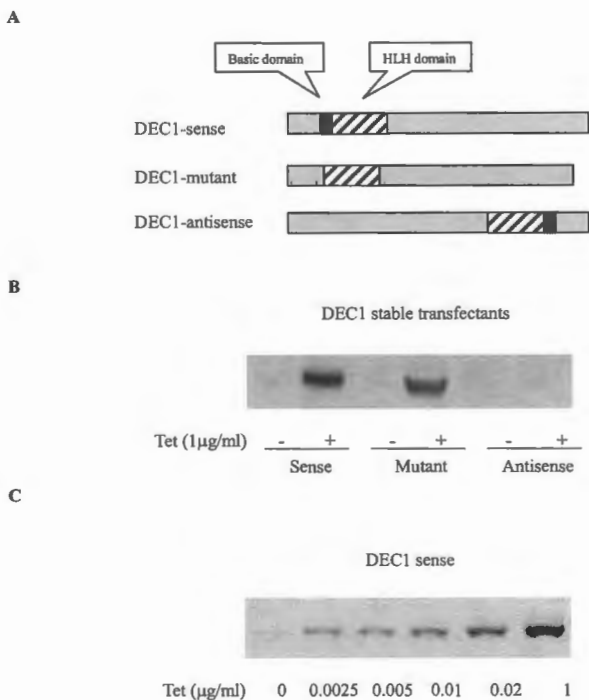 A
Basic domain
HLH domain
DEC1-sense
DEC1-mutant
DEC1-antisense
B
DEC1 stable transfectants
Tet (1µg/ml) - + - + - +
Sense Mutant Antisense
C
DEC1 sense
Tet (µg/ml) 0 0.0025 0.005 0.01 0.02 1